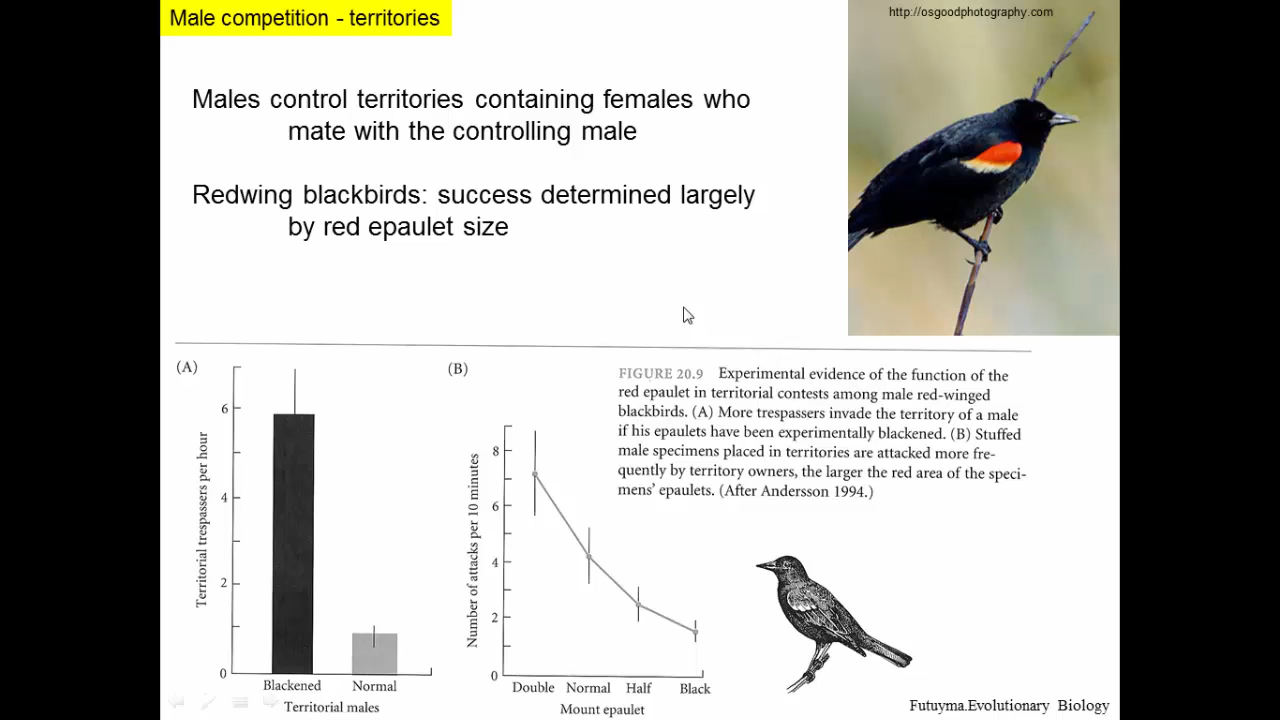 Male competition - territories
http://osgoodphotography.com
Males control territories containing females who
mate with the controlling male
Redwing blackbirds: success determined largely
by red epaulet size
(A)
Territorial trespassers per hour
6
4
2
0
Blackened Normal
Territorial males
(B)
Number of attacks per 10 minutes
8
6
4
2
0
Double Normal Half Black
Mount epaulet
FIGURE 20.9 Experimental evidence of the function of the
red epaulet in territorial contests among male red-winged
blackbirds. (A) More trespassers invade the territory of a male
if his epaulets have been experimentally blackened. (B) Stuffed
male specimens placed in territories are attacked more fre-
quently by territory owners, the larger the red area of the speci-
mens' epaulets. (After Andersson 1994.)
Futuyma.Evolutionary Biology